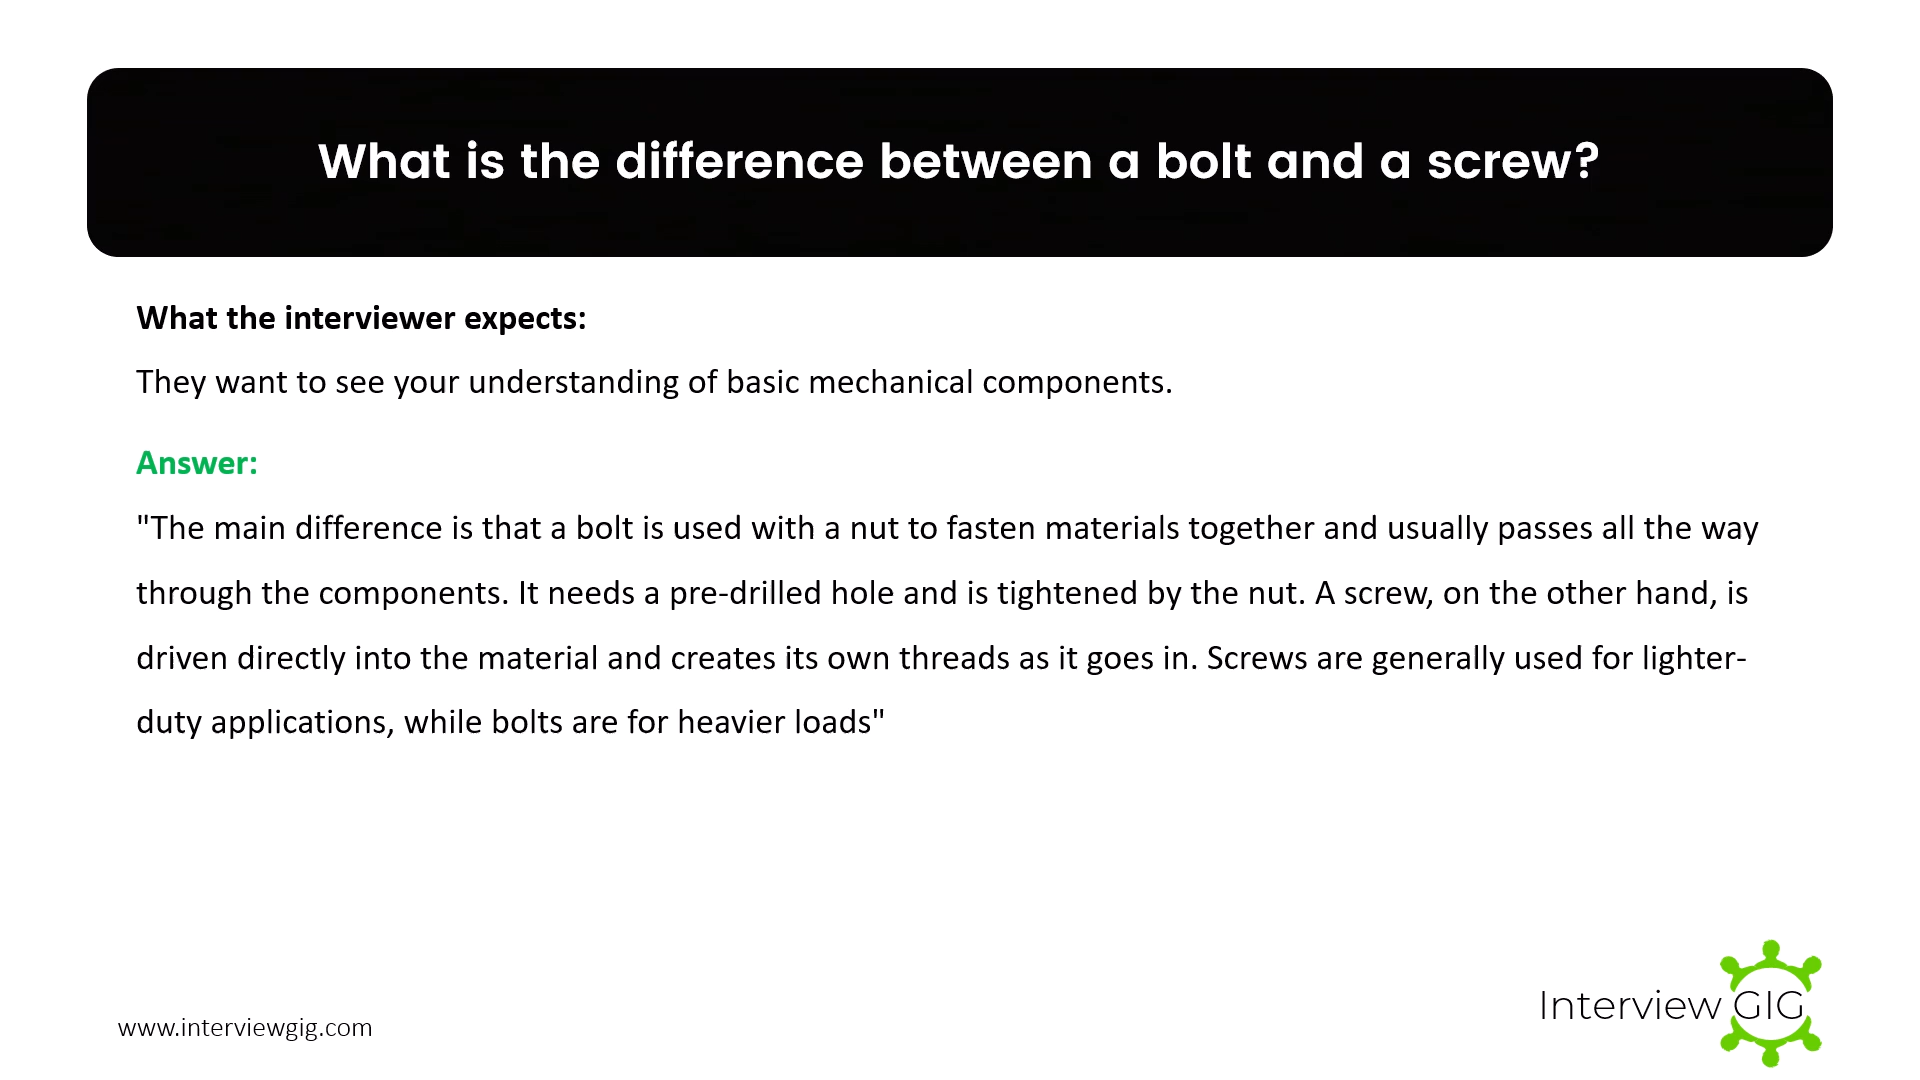 What is the difference between a bolt and a screw?
What the interviewer expects:
They want to see your understanding of basic mechanical components.
Answer:
"The main difference is that a bolt is used with a nut to fasten materials together and usually passes all the way
through the components. It needs a pre-drilled hole and is tightened by the nut. A screw, on the other hand, is
driven directly into the material and creates its own threads as it goes in. Screws are generally used for lighter-
duty applications, while bolts are for heavier loads"
Interview GIG
www.interviewgig.com